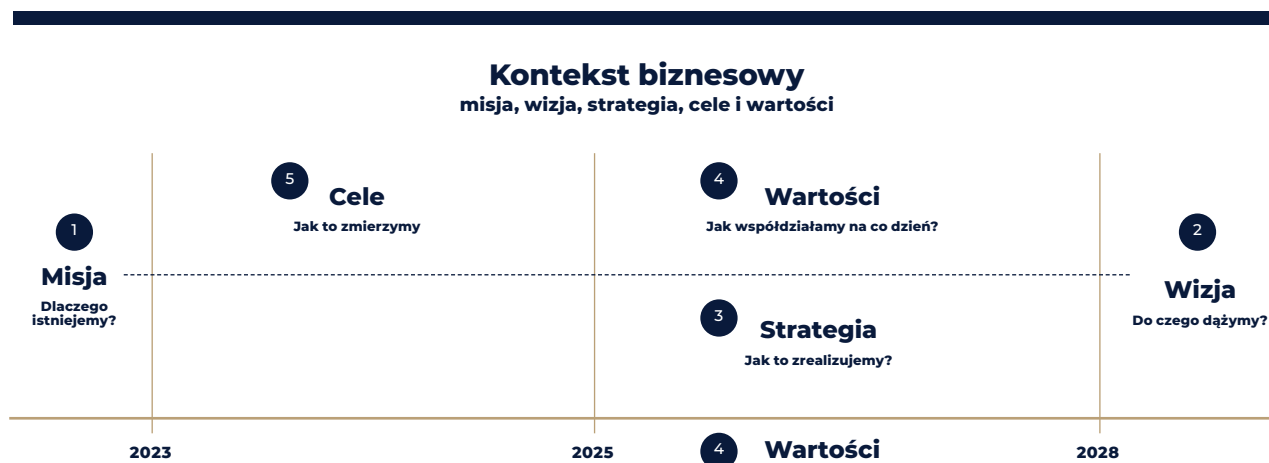 Kontekst biznesowy
misja, wizja, strategia, cele i wartości
1
Misja
Dlaczego
istniejemy?
5
Cele
Jak to zmierzymy
4
Wartości
Jak współdziałamy na co dzień?
3
Strategia
Jak to zrealizujemy?
2
Wizja
Do czego dążymy?
2023
2025
4
Wartości
2028